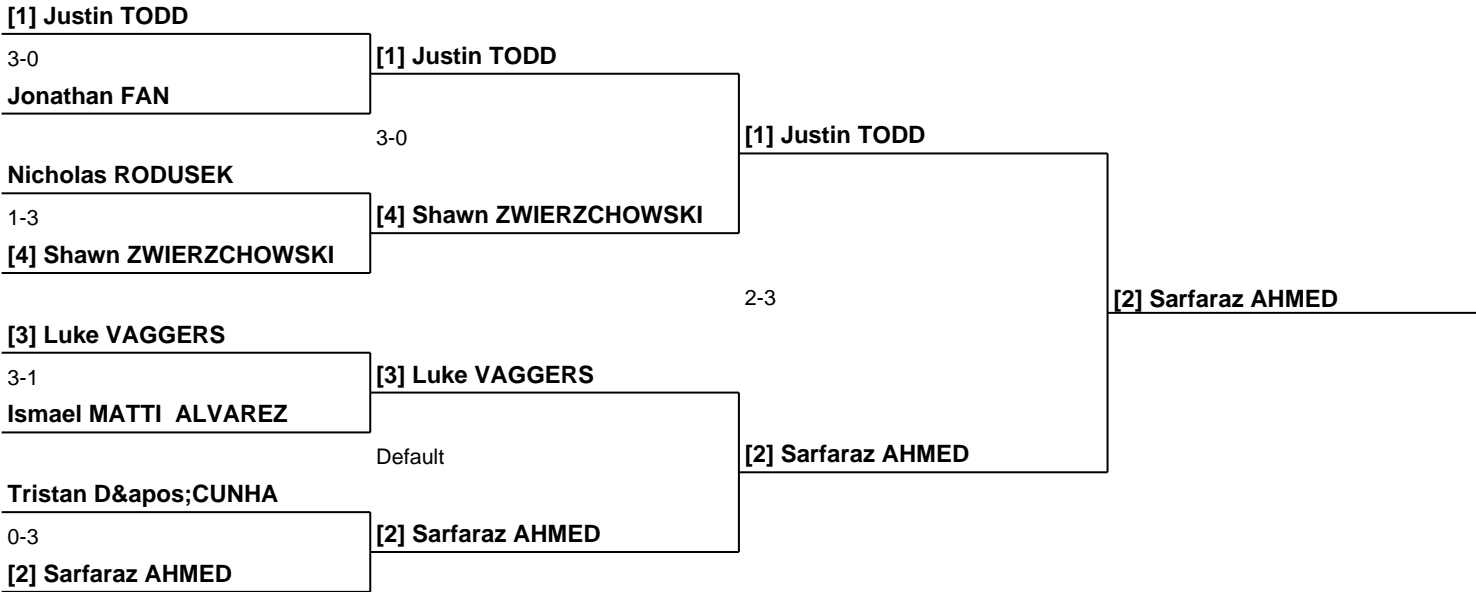 [1] Justin TODD
3-0
[1] Justin TODD
Jonathan FAN
3-0
[1] Justin TODD
Nicholas RODUSEK
1-3
[4] Shawn ZWIERZCHOWSKI
[4] Shawn ZWIERZCHOWSKI
2-3
[2] Sarfaraz AHMED
[3] Luke VAGGERS
3-1
[3] Luke VAGGERS
Ismael MATTI  ALVAREZ
Default
[2] Sarfaraz AHMED
Tristan D&amp;apos;CUNHA
0-3
[2] Sarfaraz AHMED
[2] Sarfaraz AHMED